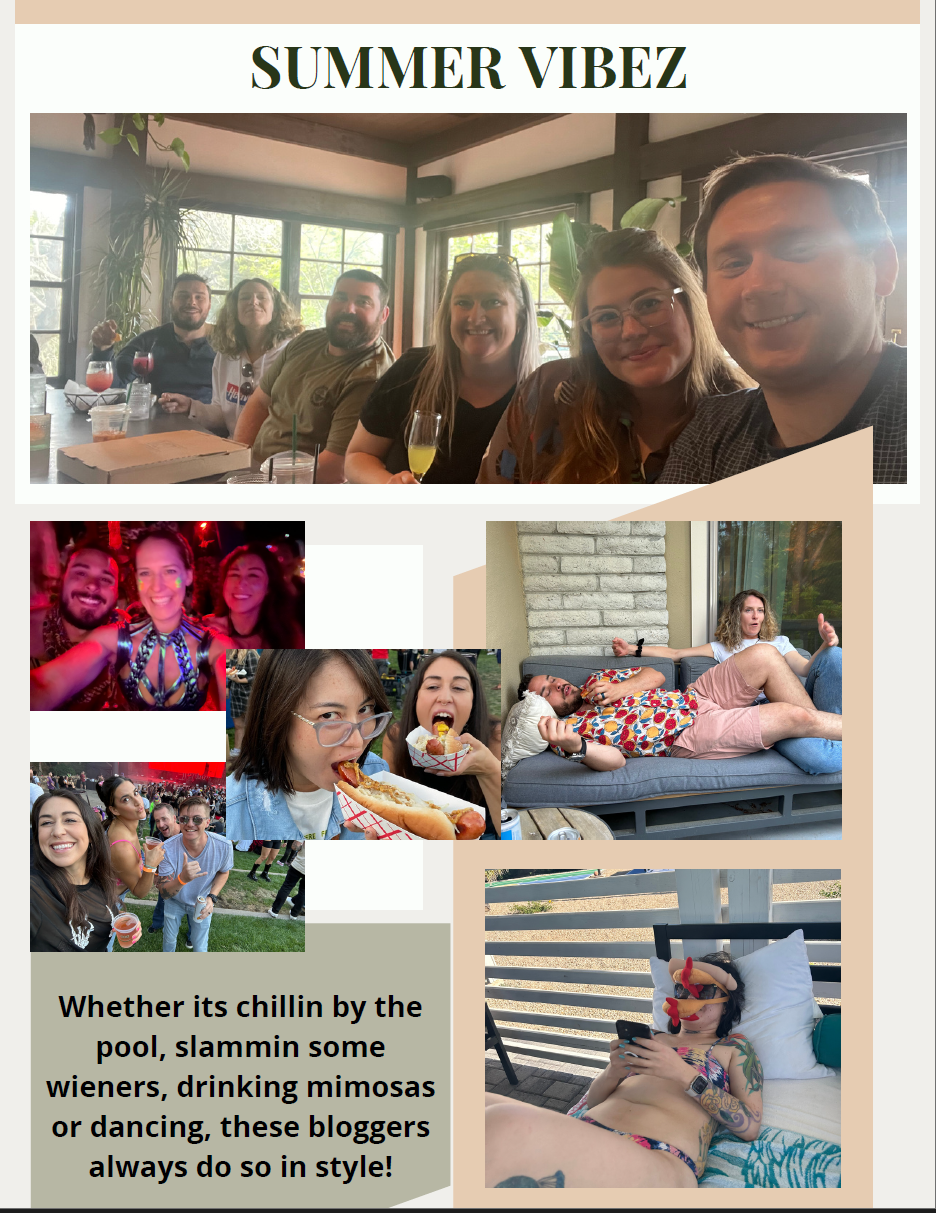 SUMMER VIBEZ
Whether its chillin by the
pool, slammin some
wieners, drinking mimosas
or dancing, these bloggers
always do so in style!